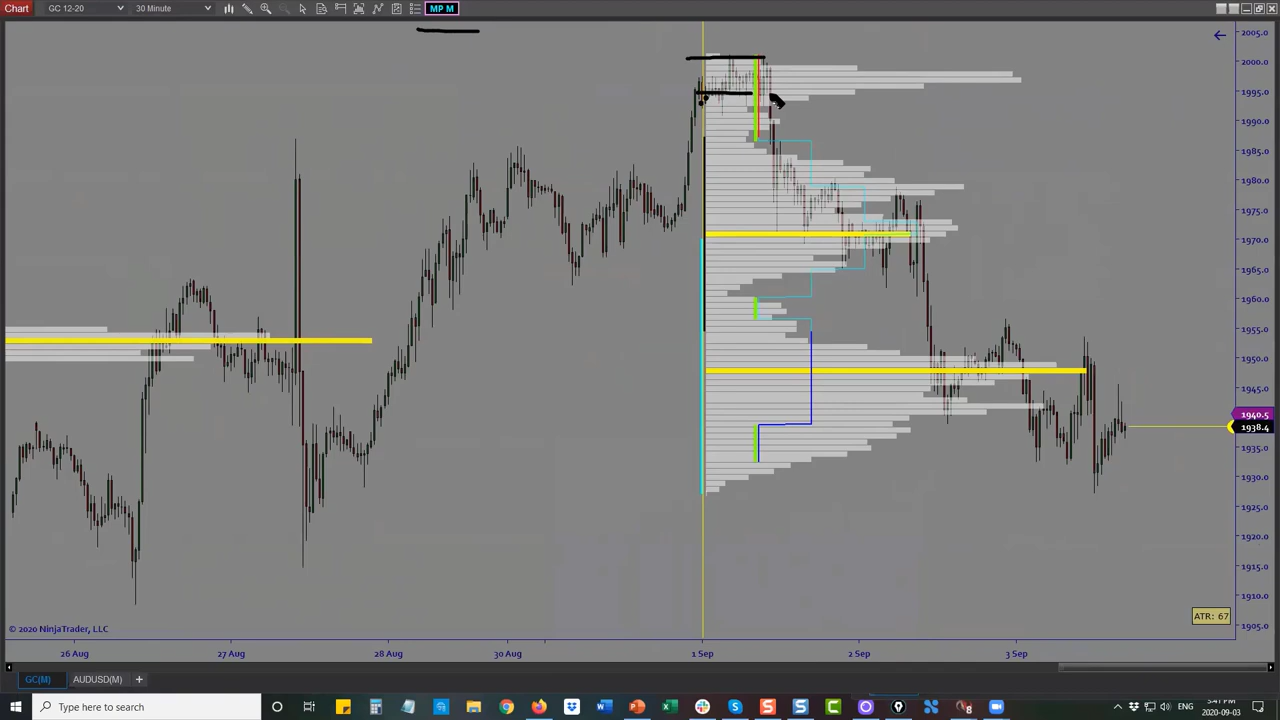 Chart
GC 12-20
30 Minute
MP M
2005.0
2000.0
1995.0
1990.0
1985.0
1980.0
1975.0
1970.0
1965.0
1960.0
1955.0
1950.0
1945.0
1940.5
1938.4
1935.0
1930.0
1925.0
1920.0
1915.0
1910.0
1905.0
ATR: 67
© 2020 NinjaTrader, LLC
26 Aug
27 Aug
28 Aug
30 Aug
1 Sep
2 Sep
3 Sep
GC(M)
AUDUSD(M)
Type here to search
ENG
3:41 PM
2020-09-03